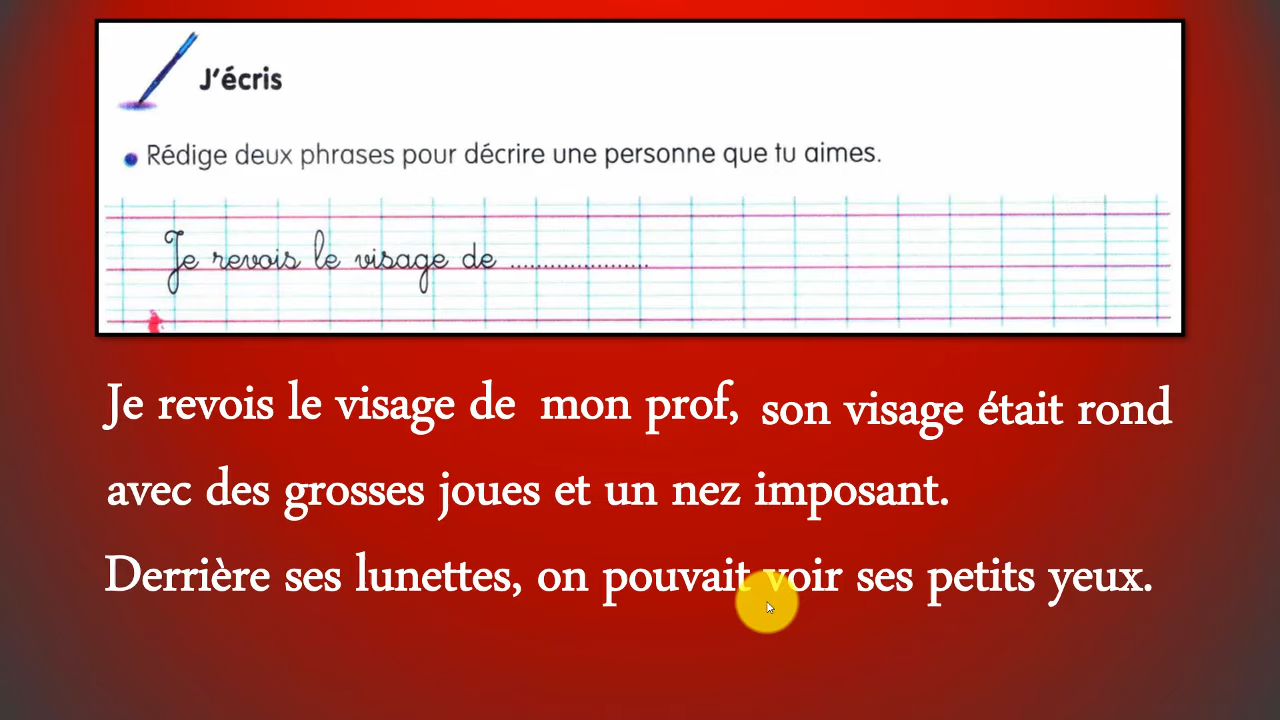 J'écris
Rédige deux phrases pour décrire une personne que tu aimes.
Je revois le visage de ....................
Je revois le visage de mon prof, son visage était rond
avec des grosses joues et un nez imposant.
Derrière ses lunettes, on pouvait voir ses petits yeux.